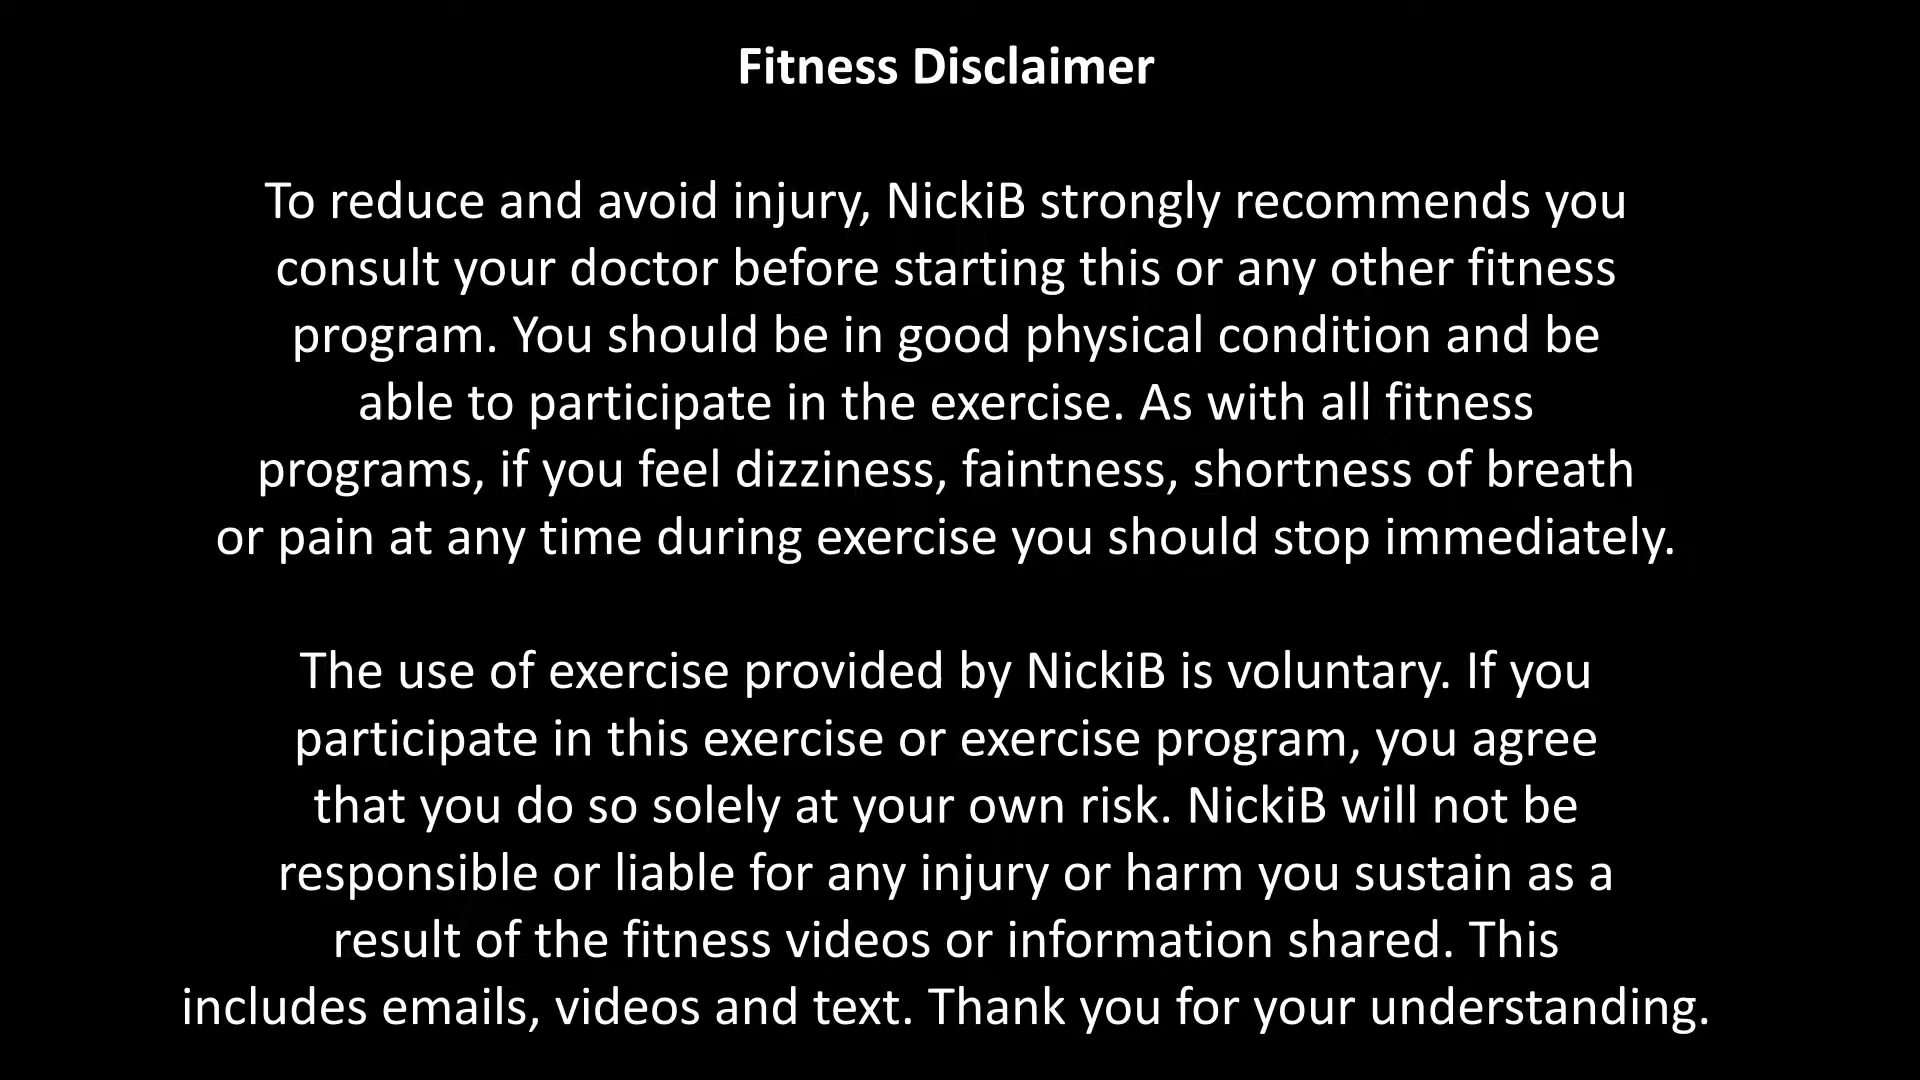 Fitness Disclaimer
To reduce and avoid injury, NickiB strongly recommends you
consult your doctor before starting this or any other fitness
program. You should be in good physical condition and be
able to participate in the exercise. As with all fitness
programs, if you feel dizziness, faintness, shortness of breath
or pain at any time during exercise you should stop immediately.
The use of exercise provided by NickiB is voluntary. If you
participate in this exercise or exercise program, you agree
that you do so solely at your own risk. NickiB will not be
responsible or liable for any injury or harm you sustain as a
result of the fitness videos or information shared. This
includes emails, videos and text. Thank you for your understanding.